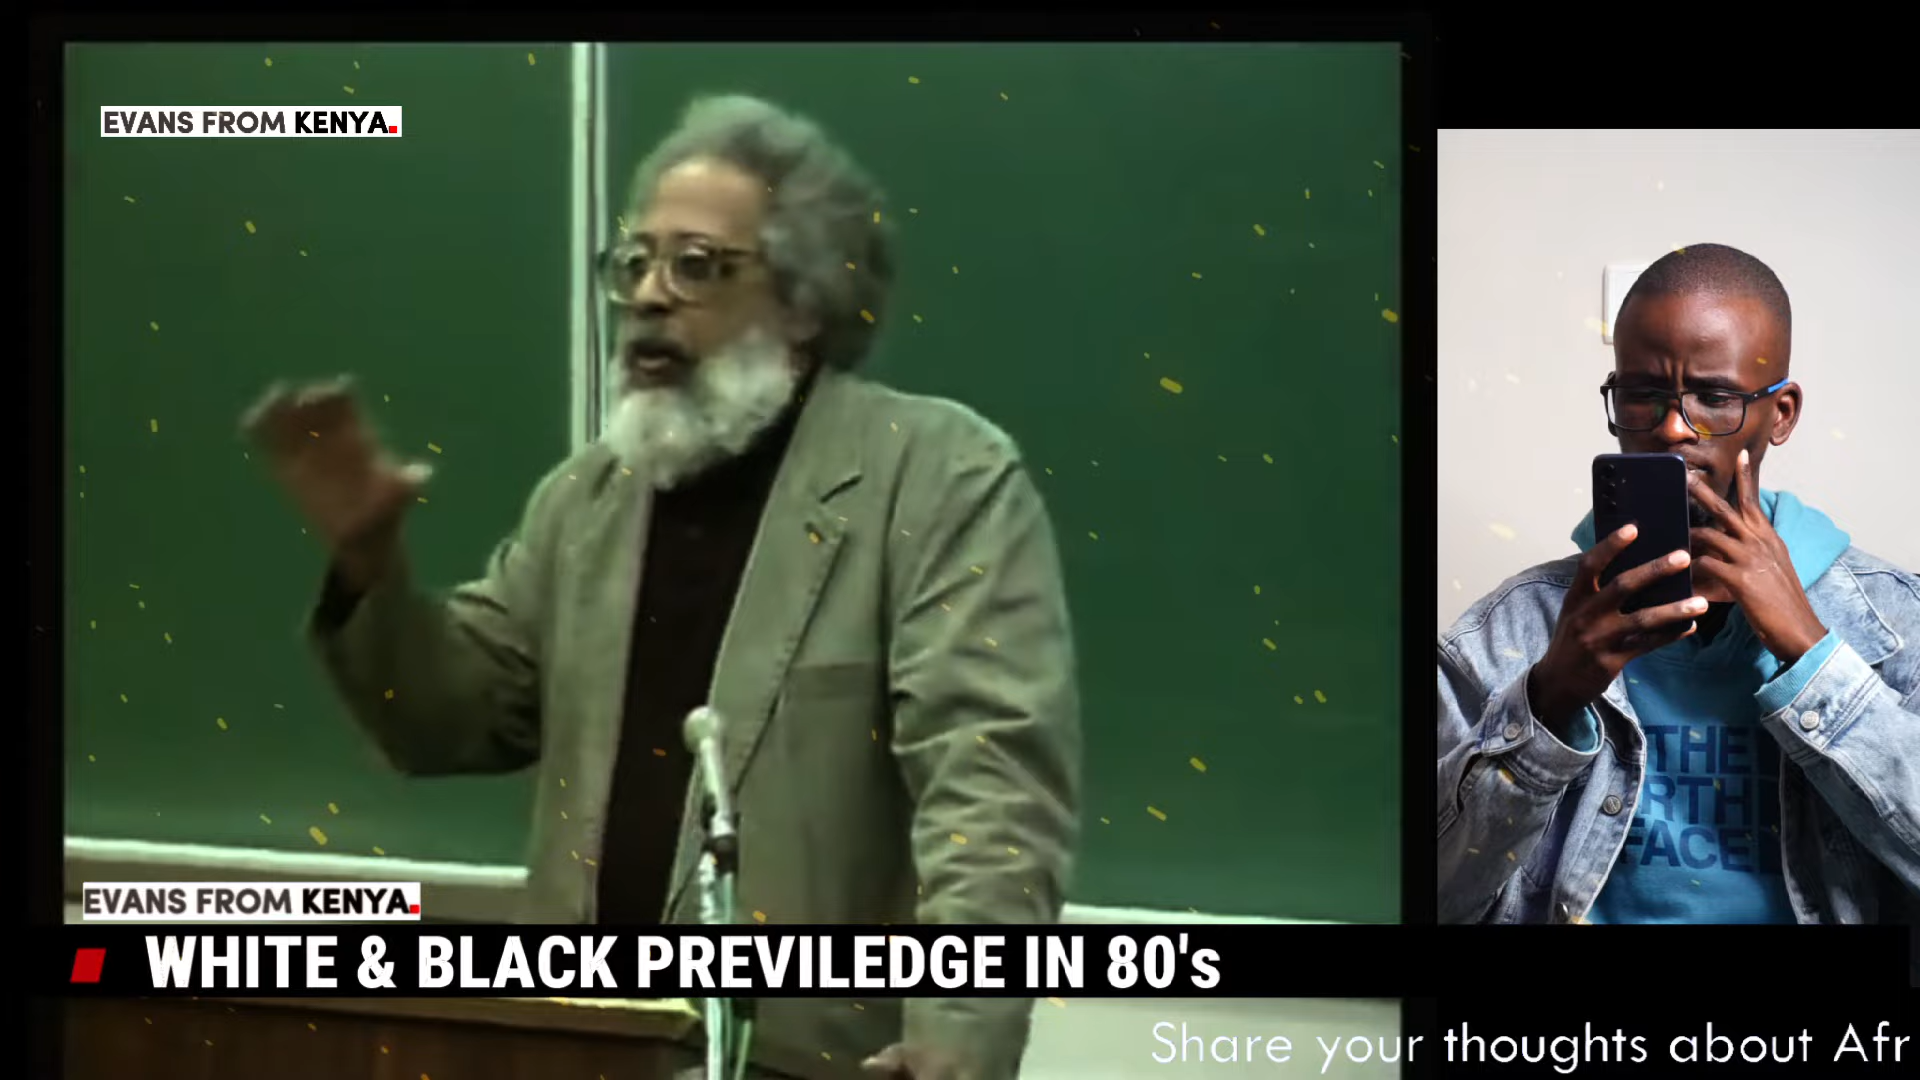 EVANS FROM KENYA.
THE
RTH
FACE
EVANS FROM KENYA.
WHITE & BLACK PREVILEDGE IN 80's
Share your thoughts about Afr